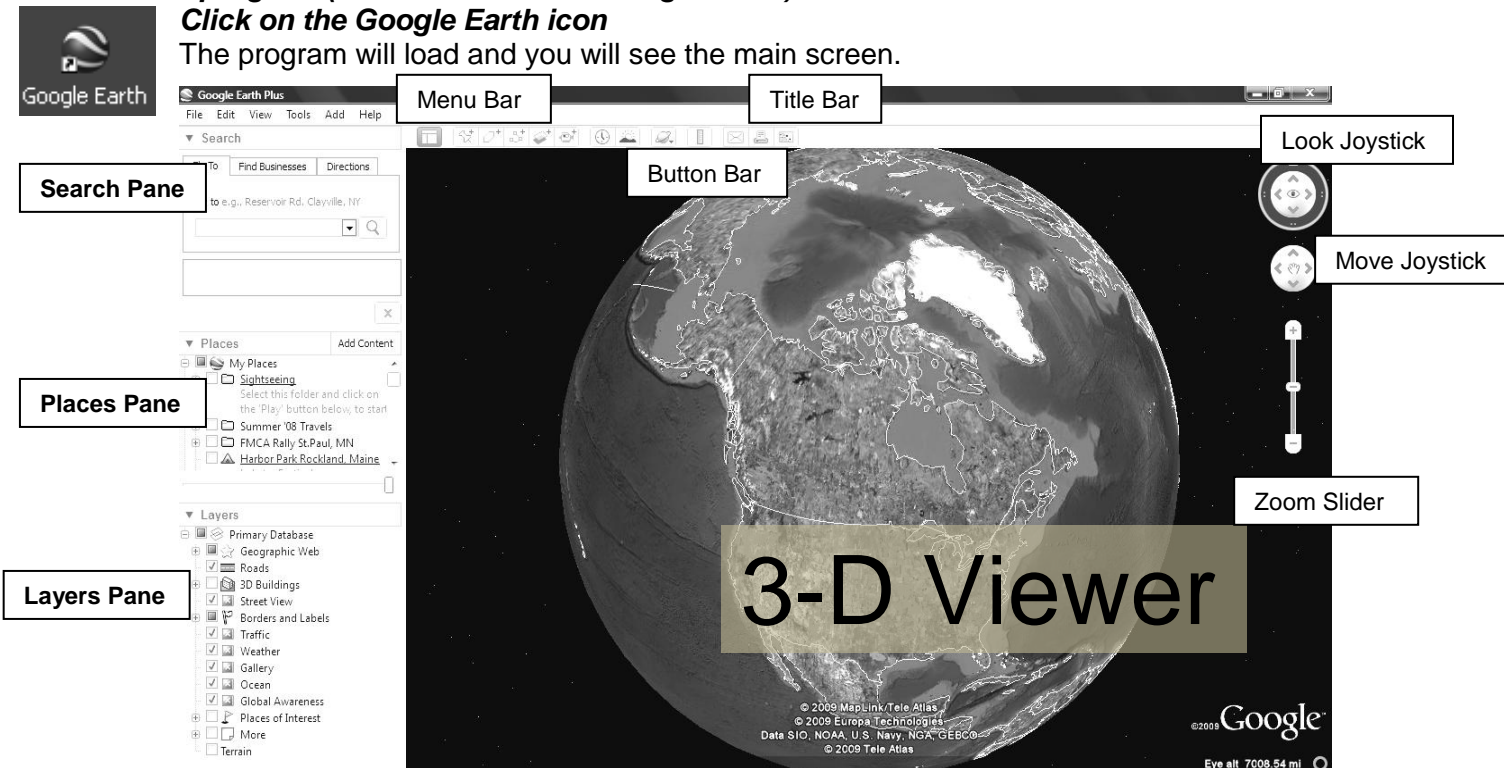 Click on the Google Earth icon
The program will load and you will see the main screen.
Google Earth
Google Earth Plus
Menu Bar
Title Bar
File Edit View Tools Add Help
Look Joystick
Search
To Find Businesses Directions
Button Bar
Search Pane
to e.g., Reservoir Rd, Clayville, NY
Move Joystick
Places Add Content
My Places
Sightseeing
Select this folder and click on
the 'Play' button below, to start
Places Pane
Summer '08 Travels
FMCA Rally St.Paul, MN
Harbor Park Rockland, Maine
Zoom Slider
Layers
Primary Database
Geographic Web
Roads
3D Buildings
Layers Pane
Street View
Borders and Labels
Traffic
Weather
Gallery
Ocean
Global Awareness
Places of Interest
More
Terrain
3-D Viewer
© 2009 MapLink/Tele Atlas
© 2009 Europa Technologies
Data SIO, NOAA, U.S. Navy, NGA, GEBCO
© 2009 Tele Atlas
©2009 Google
Eye alt 7008.54 mi